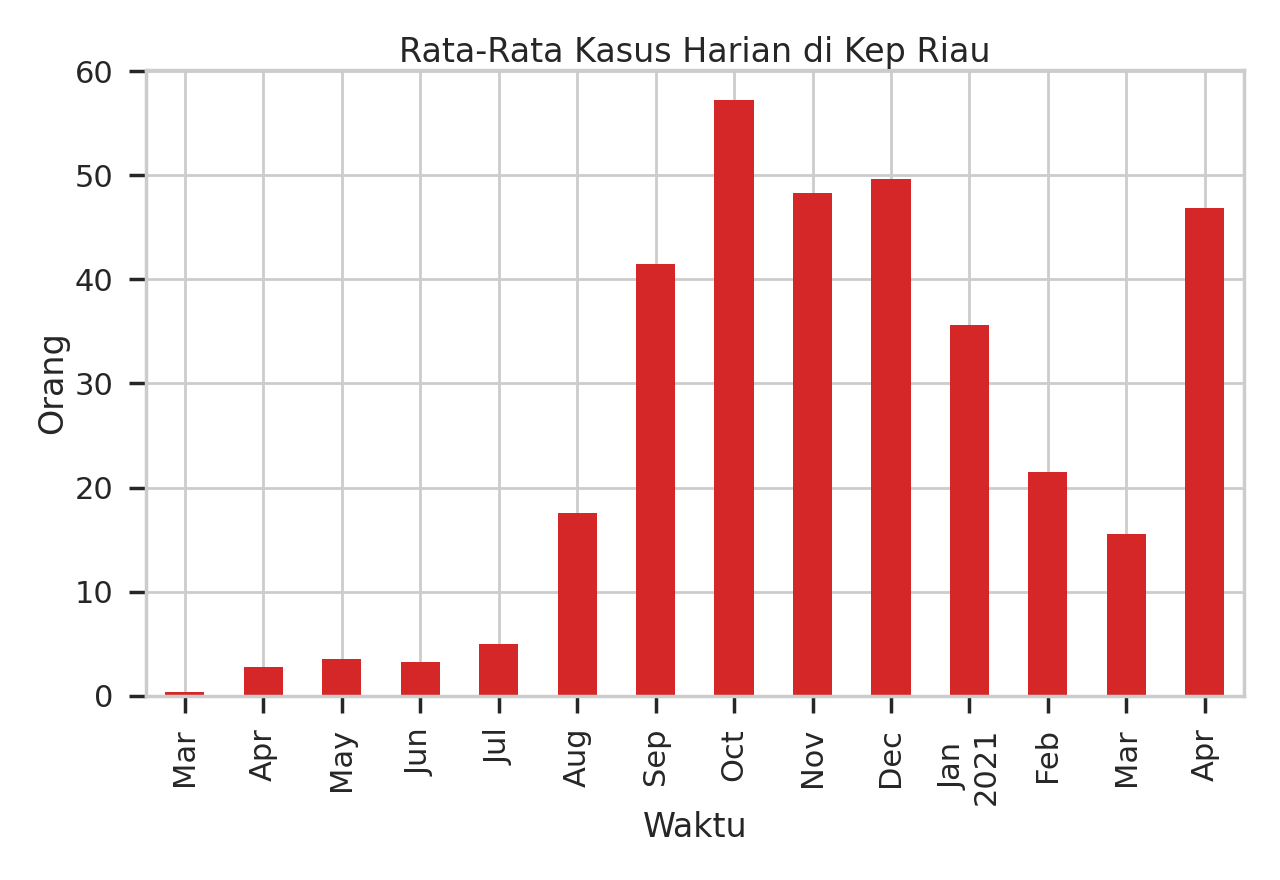 Rata-Rata Kasus Harian di Kep Riau
60
50
40
30
20
10
0
Orang
Mar
Apr
May
Jun
Jul
Aug
Sep
Oct
Nov
Dec
Jan
2021
Feb
Mar
Apr
Waktu